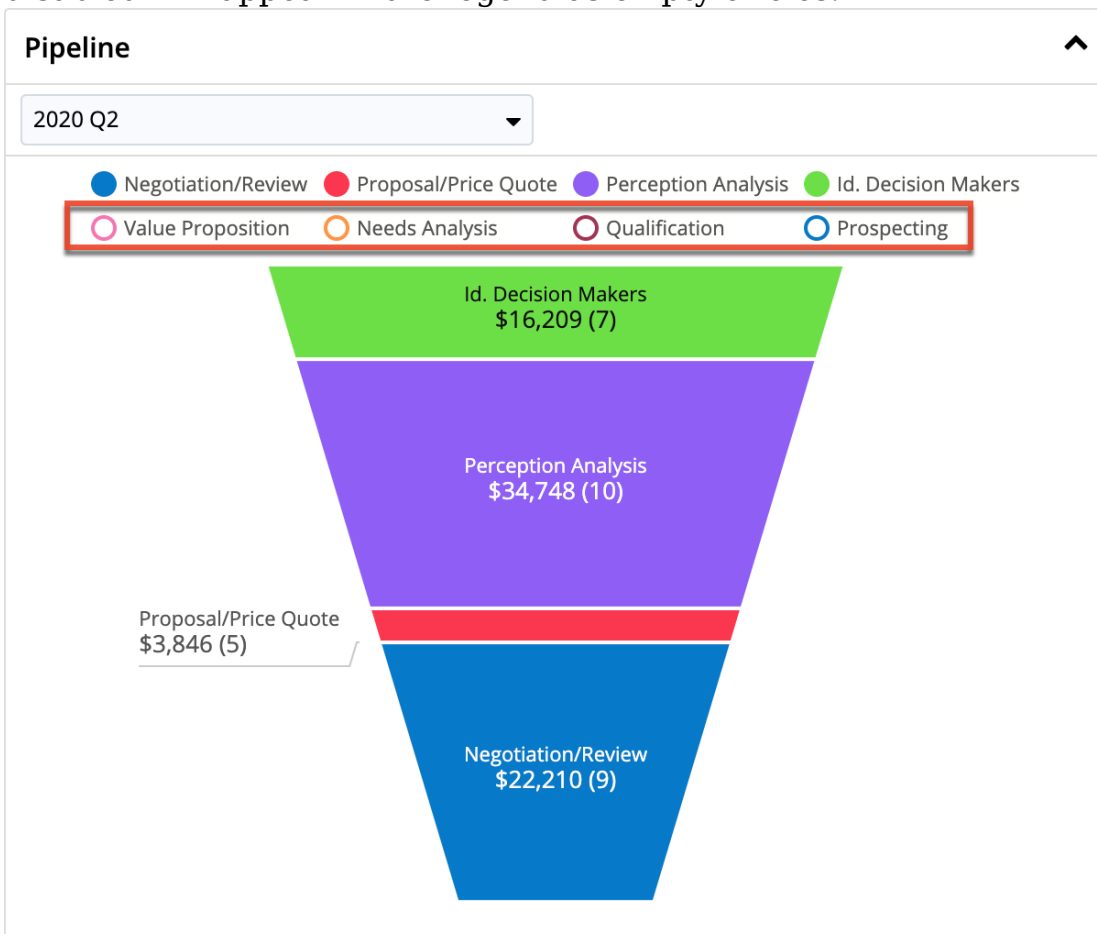 Pipeline
2020 Q2
Negotiation/Review Proposal/Price Quote Perception Analysis Id. Decision Makers
Value Proposition Needs Analysis Qualification Prospecting
Id. Decision Makers
$16,209 (7)
Perception Analysis
$34,748 (10)
Proposal/Price Quote
$3,846 (5)
Negotiation/Review
$22,210 (9)